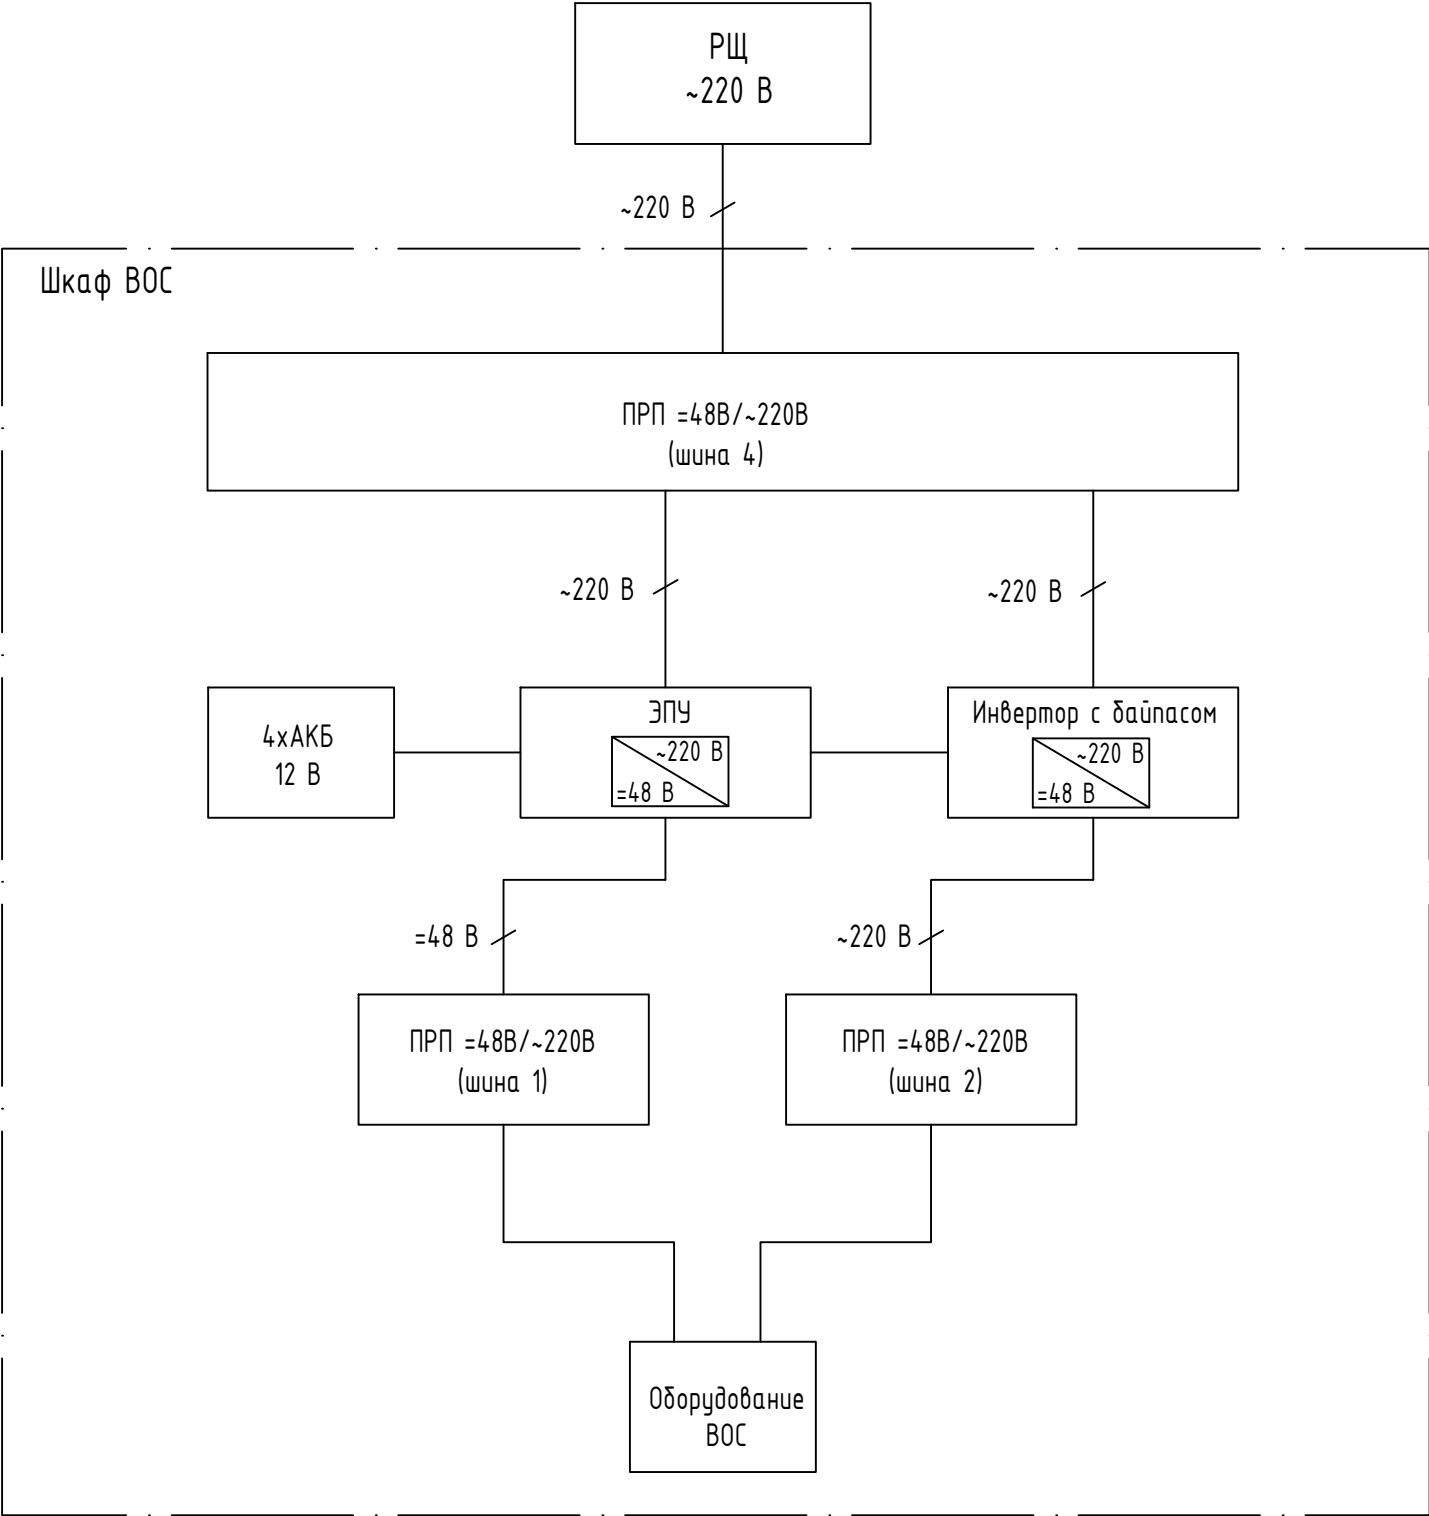 РЩ
~220 В
~220 В
Шкаф ВОС
ПРП =48В/~220В
(шина 4)
~220 В
~220 В
4хАКБ
12 В
ЭПУ
~220 В
=48 В
Инвертор с байпасом
~220 В
=48 В
=48 В
~220 В
ПРП =48В/~220В
(шина 1)
ПРП =48В/~220В
(шина 2)
Оборудование
ВОС